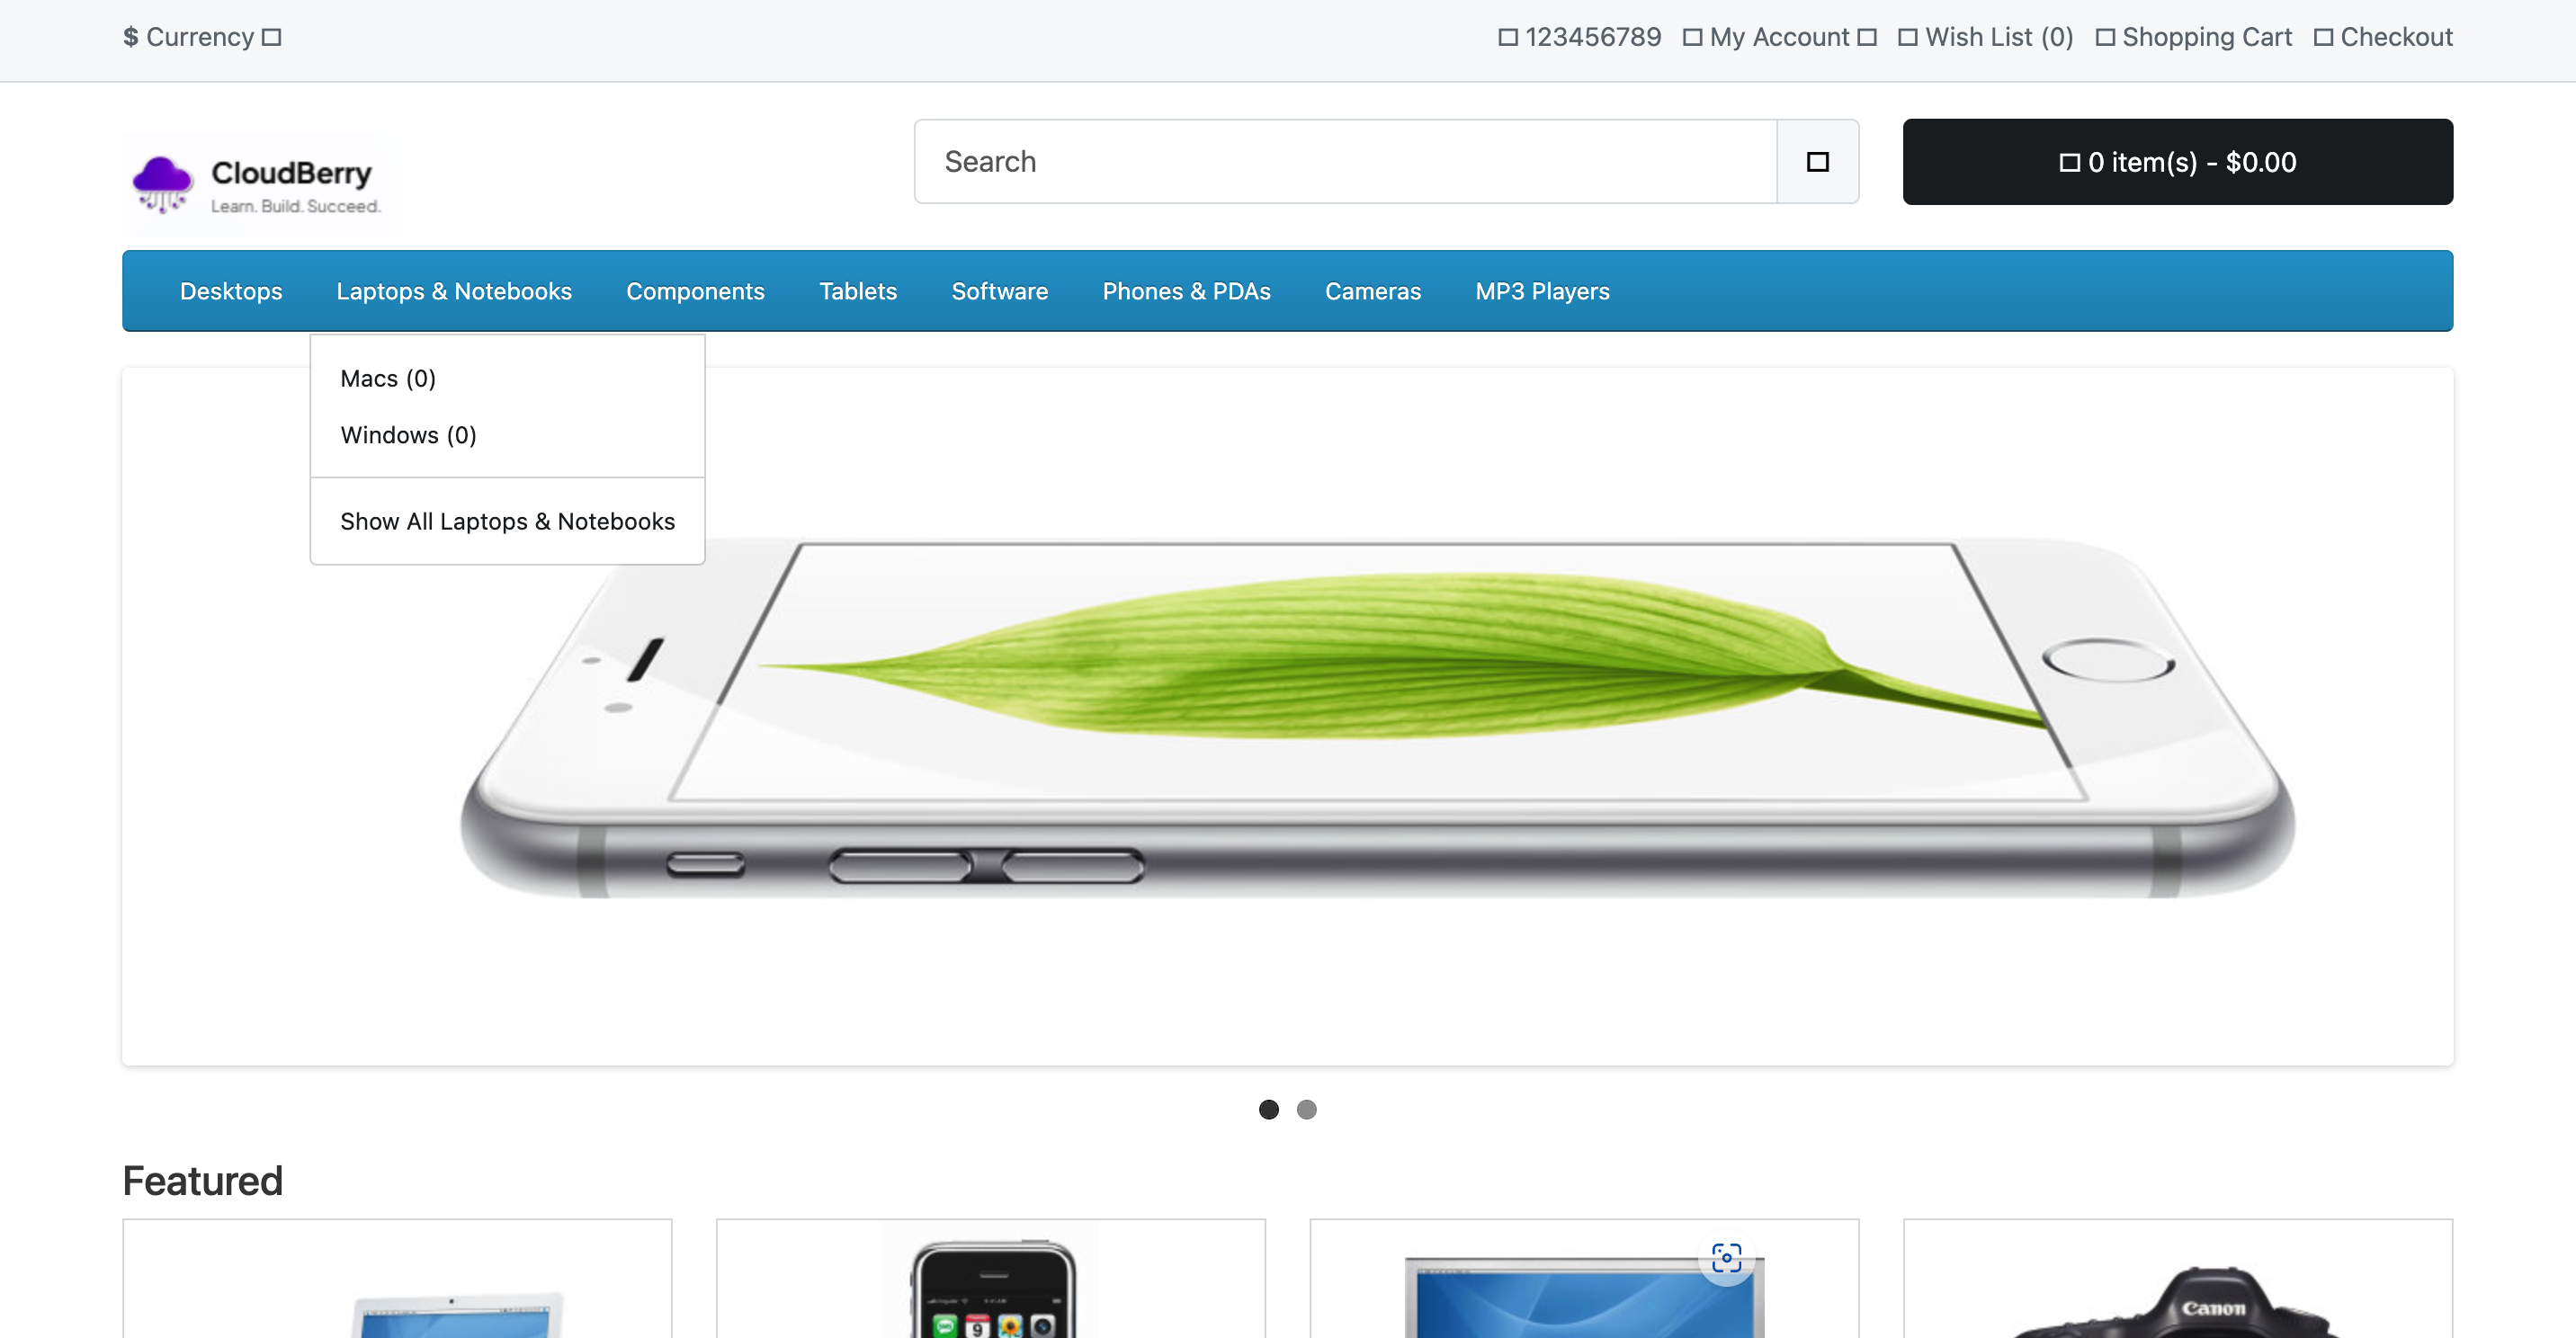 $ Currency
123456789 My Account Wish List (0) Shopping Cart Checkout
CloudBerry
Learn. Build. Succeed.
Search
0 item(s) - $0.00
Desktops Laptops & Notebooks Components Tablets Software Phones & PDAs Cameras MP3 Players
Macs (0)
Windows (0)
Show All Laptops & Notebooks
Featured
9
Canon